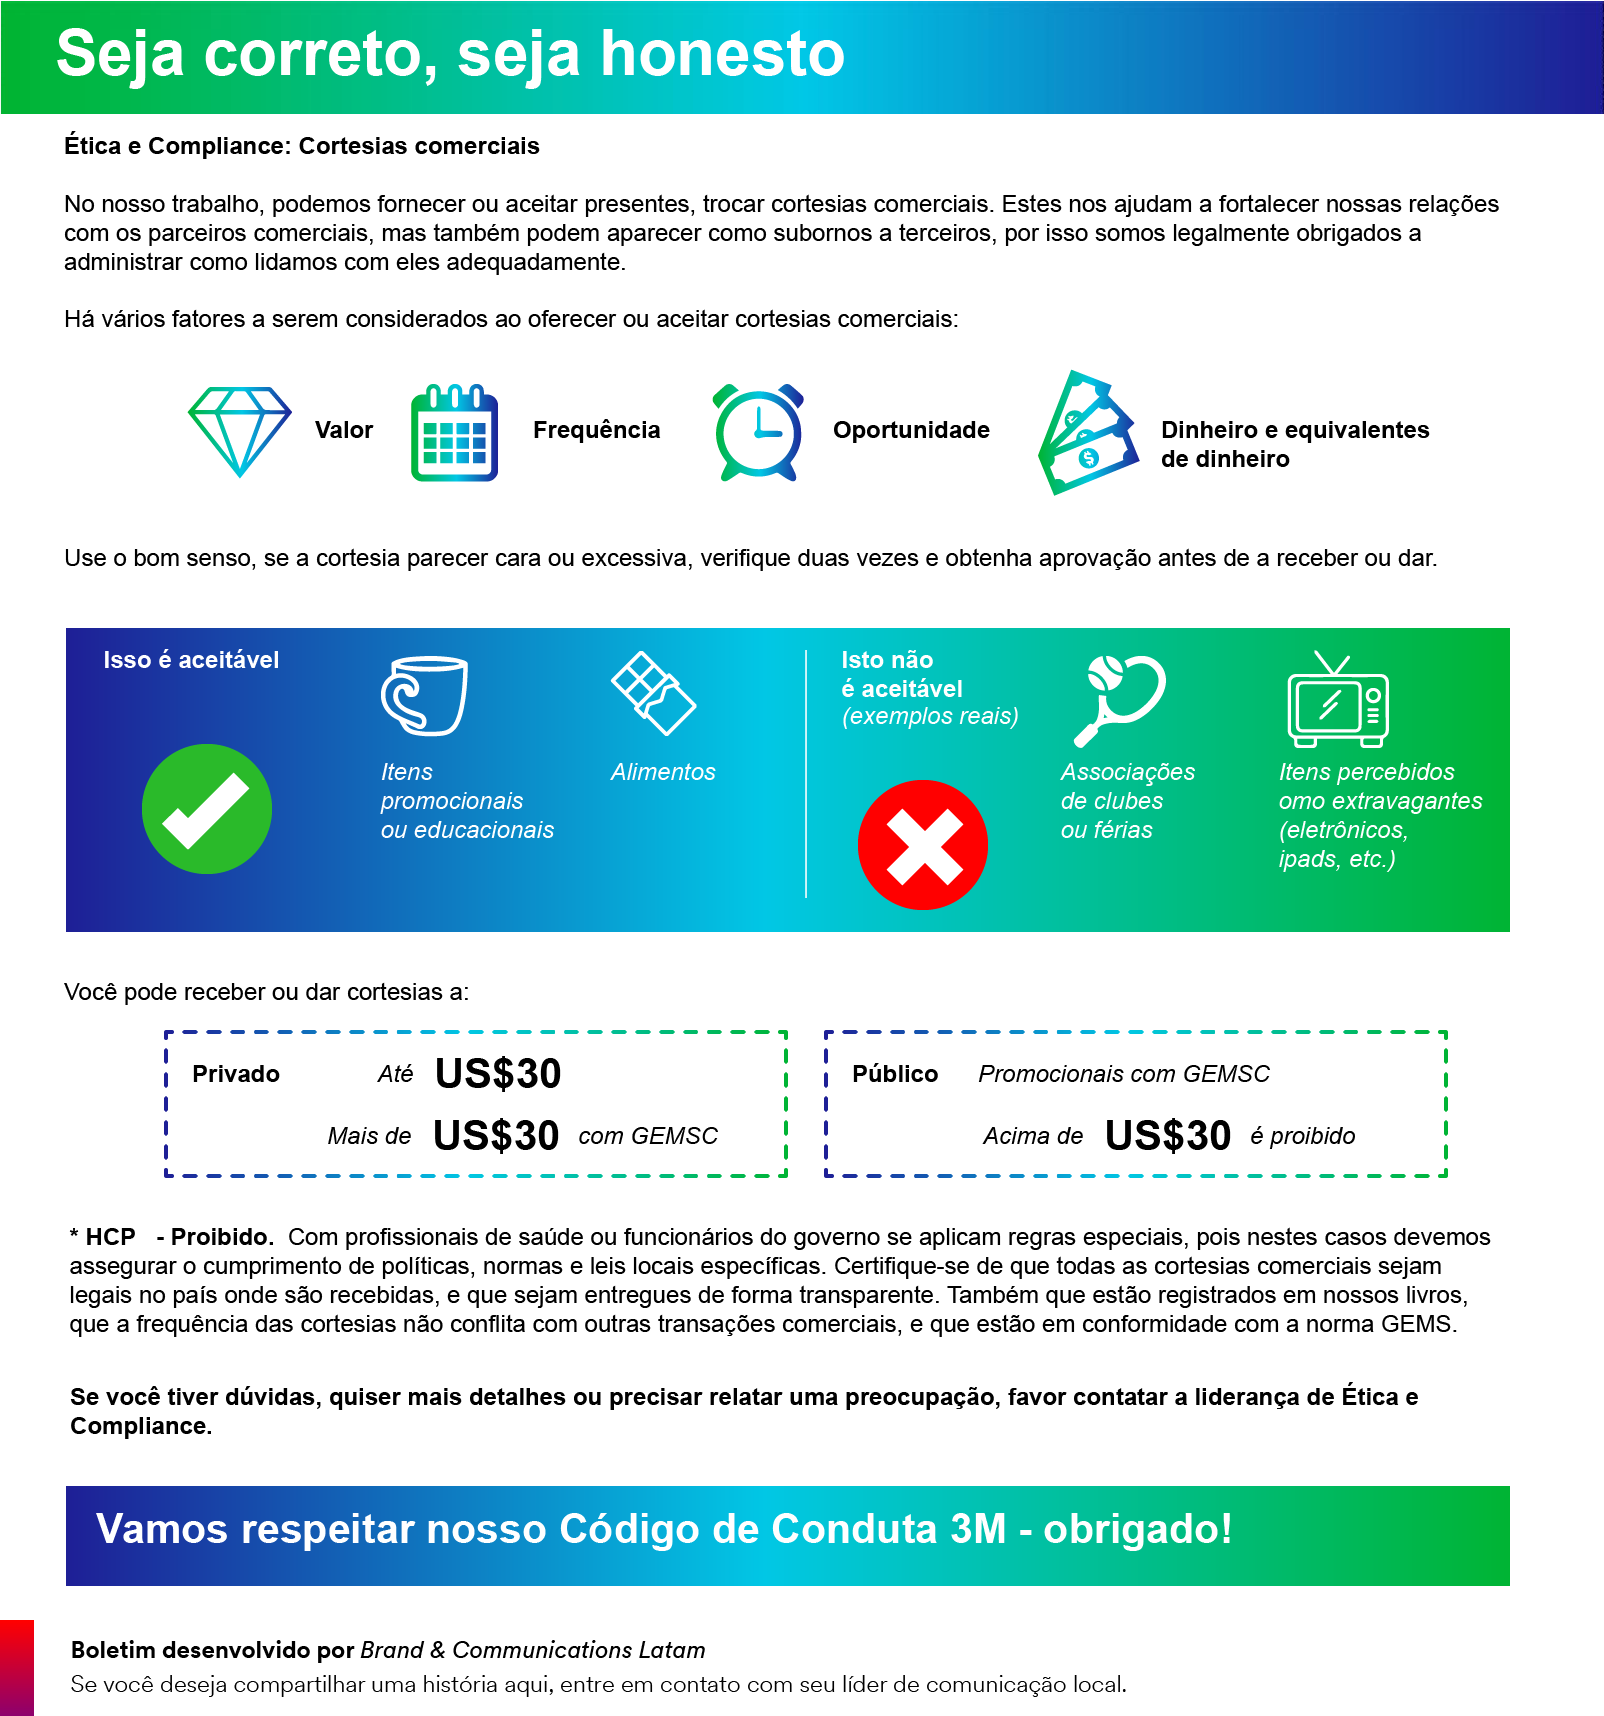 Seja correto, seja honesto
Ética e Compliance: Cortesias comerciais
No nosso trabalho, podemos fornecer ou aceitar presentes, trocar cortesias comerciais. Estes nos ajudam a fortalecer nossas relações
com os parceiros comerciais, mas também podem aparecer como subornos a terceiros, por isso somos legalmente obrigados a
administrar como lidamos com eles adequadamente.
Há vários fatores a serem considerados ao oferecer ou aceitar cortesias comerciais:
Valor
Frequência
Oportunidade
Dinheiro e equivalentes
de dinheiro
Use o bom senso, se a cortesia parecer cara ou excessiva, verifique duas vezes e obtenha aprovação antes de a receber ou dar.
Isso é aceitável
Itens
promocionais
ou educacionais
Alimentos
Isto não
é aceitável
(exemplos reais)
Associações
de clubes
ou férias
Itens percebidos
omo extravagantes
(eletrônicos,
ipads, etc.)
Você pode receber ou dar cortesias a:
Privado Até US$30
Mais de US$30 com GEMSC
Público Promocionais com GEMSC
Acima de US$30 é proibido
* HCP - Proibido. Com profissionais de saúde ou funcionários do governo se aplicam regras especiais, pois nestes casos devemos
assegurar o cumprimento de políticas, normas e leis locais específicas. Certifique-se de que todas as cortesias comerciais sejam
legais no país onde são recebidas, e que sejam entregues de forma transparente. Também que estão registrados em nossos livros,
que a frequência das cortesias não conflita com outras transações comerciais, e que estão em conformidade com a norma GEMS.
Se você tiver dúvidas, quiser mais detalhes ou precisar relatar uma preocupação, favor contatar a liderança de Ética e
Compliance.
Vamos respeitar nosso Código de Conduta 3M - obrigado!
Boletim desenvolvido por Brand & Communications Latam
Se você deseja compartilhar uma história aqui, entre em contato com seu líder de comunicação local.